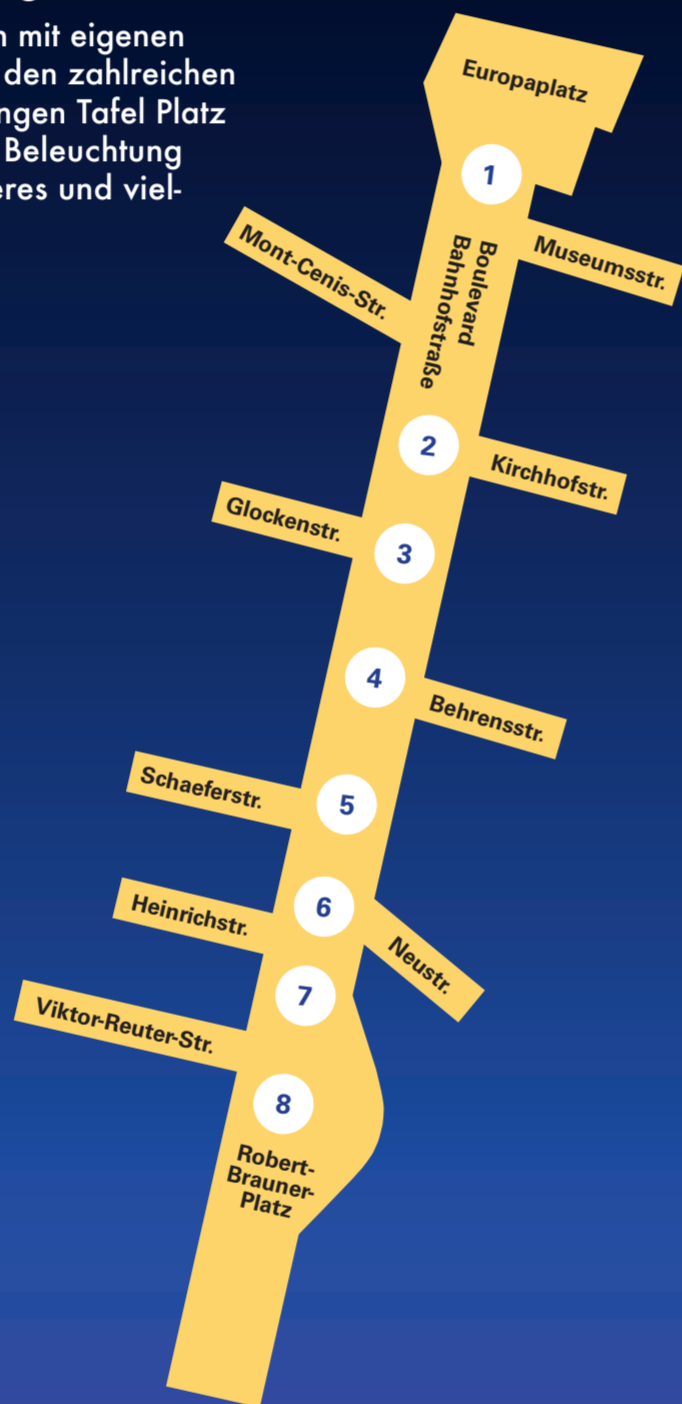 n mit eigenen
den zahlreichen
ngen Tafel Platz
Beleuchtung
eres und viel-
Europaplatz
1
Museumsstr.
Mont-Cenis-Str.
Boulevard
Bahnhofstraße
2
Kirchhofstr.
Glockenstr.
3
4
Behrensstr.
Schaeferstr.
5
6
Heinrichstr.
Neustr.
7
Viktor-Reuter-Str.
8
Robert-
Brauner-
Platz